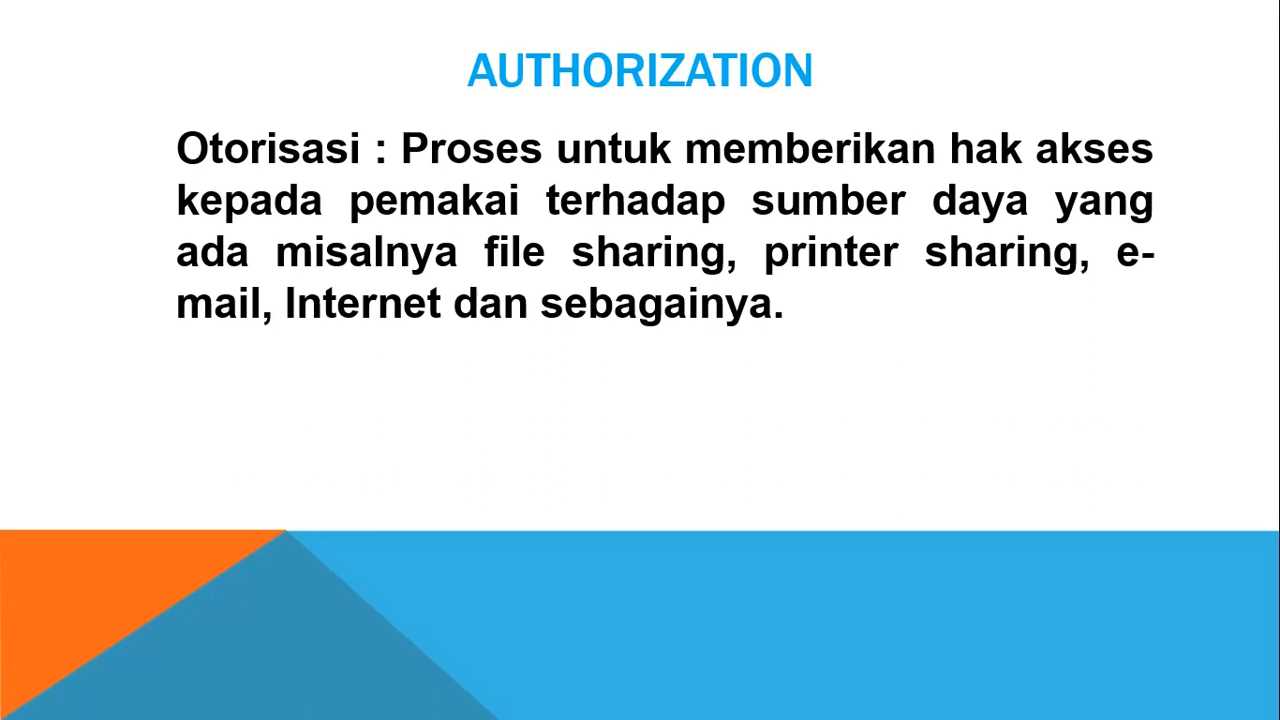 AUTHORIZATION
Otorisasi : Proses untuk memberikan hak akses
kepada pemakai terhadap sumber daya yang
ada misalnya file sharing, printer sharing, e-
mail, Internet dan sebagainya.